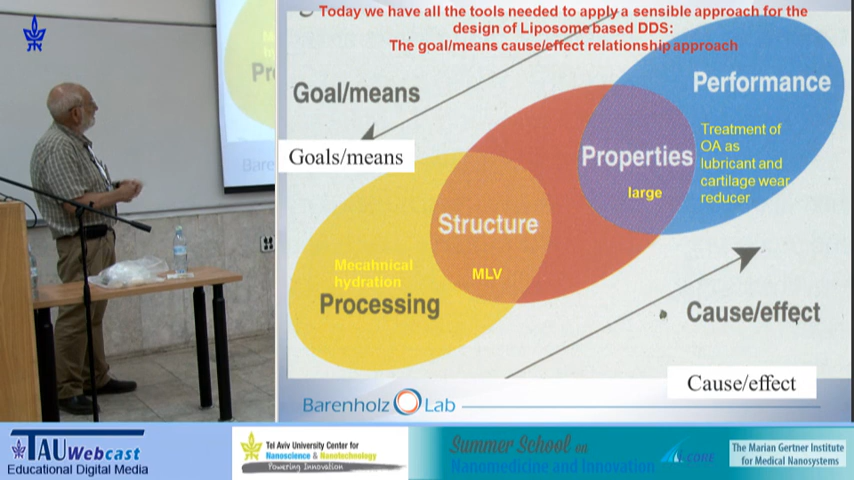 Today we have all the tools needed to apply a sensible approach for the
design of Liposome based DDS:
The goal/means cause/effect relationship approach
Goal/means
Goals/means
Performance
Treatment of
OA as
lubricant and
cartilage wear
reducer
Properties
large
Structure
MLV
Mecahnical
hydration
Processing
Cause/effect
Cause/effect
Barenholz Lab
TAU Webcast
Educational Digital Media
Tel Aviv University Center for
Nanoscience & Nanotechnology
Powering Innovation
Summer School on
Nanomedicine and Innovation
I-CORE
The Marian Gertner Institute
for Medical Nanosystems